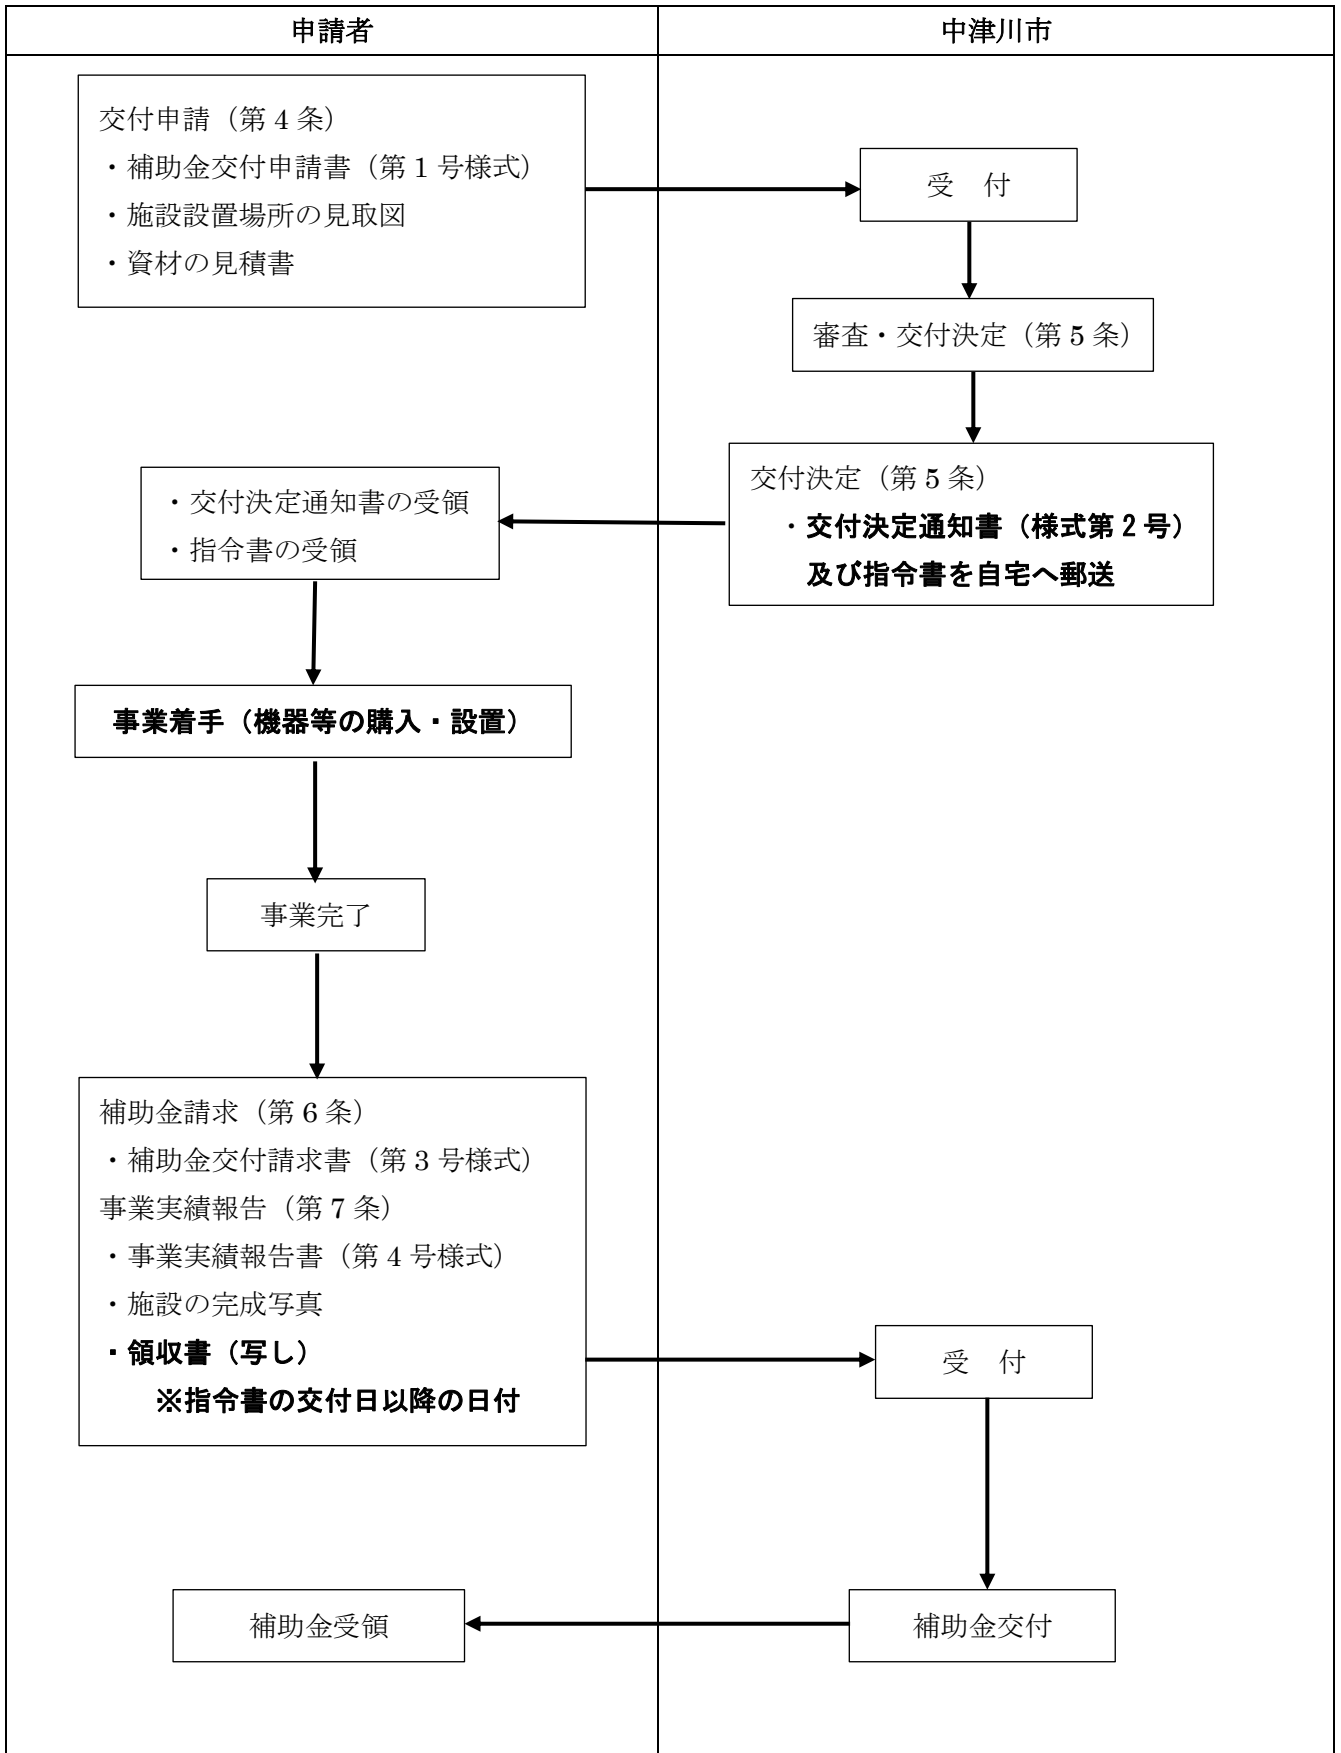 申請者
中津川市
交付申請（第 4 条）
・補助金交付申請書（第 1 号様式）
・施設設置場所の見取図
・資材の見積書
受　付
審査・交付決定（第 5 条）
交付決定（第 5 条）
・交付決定通知書（様式第 2 号）
及び指令書を自宅へ郵送
・交付決定通知書の受領
・指令書の受領
事業着手（機器等の購入・設置）
事業完了
補助金請求（第 6 条）
・補助金交付請求書（第 3 号様式）
事業実績報告（第 7 条）
・事業実績報告書（第 4 号様式）
・施設の完成写真
・領収書（写し）
※指令書の交付日以降の日付
受　付
補助金交付
補助金受領